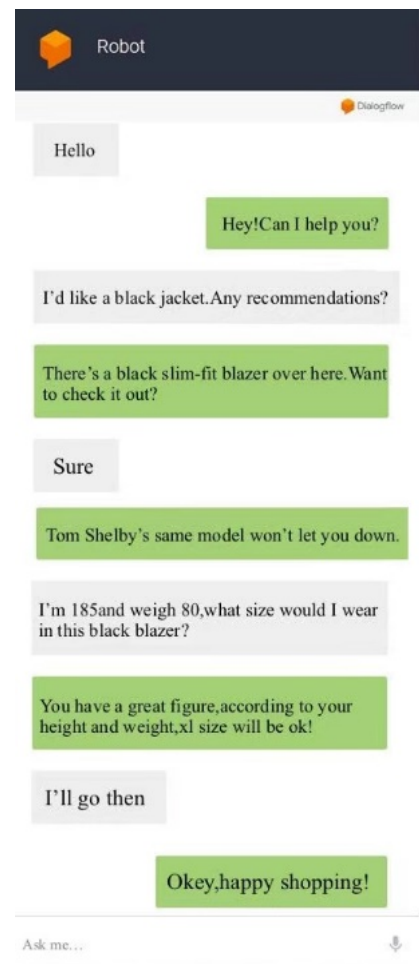 Robot
Dialogflow
Hello
Hey!Can I help you?
I'd like a black jacket.Any recommendations?
There's a black slim-fit blazer over here.Want
to check it out?
Sure
Tom Shelby's same model won't let you down.
I'm 185and weigh 80,what size would I wear
in this black blazer?
You have a great figure,according to your
height and weight,xl size will be ok!
I'll go then
Okey,happy shopping!
Ask me...